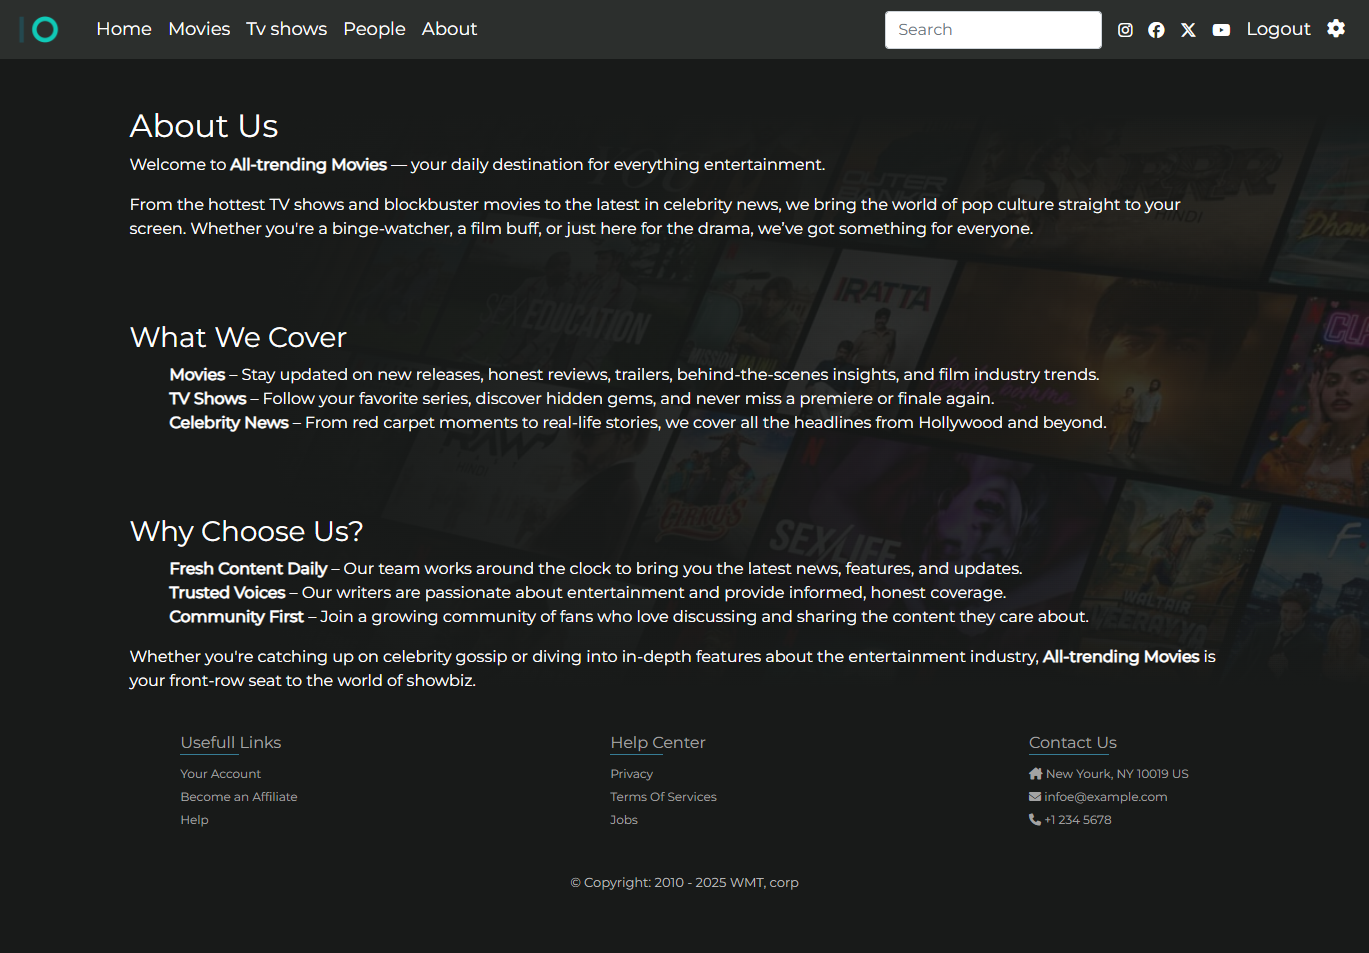 Home Movies Tv shows People About Search Logout
About Us
Welcome to All-trending Movies — your daily destination for everything entertainment.
From the hottest TV shows and blockbuster movies to the latest in celebrity news, we bring the world of pop culture straight to your
screen. Whether you're a binge-watcher, a film buff, or just here for the drama, we’ve got something for everyone.
SEX EDUCATION
IRATTA
What We Cover
Movies – Stay updated on new releases, honest reviews, trailers, behind-the-scenes insights, and film industry trends.
TV Shows – Follow your favorite series, discover hidden gems, and never miss a premiere or finale again.
Celebrity News – From red carpet moments to real-life stories, we cover all the headlines from Hollywood and beyond.
CIRKUS
SEX/LIFE
Why Choose Us?
Fresh Content Daily – Our team works around the clock to bring you the latest news, features, and updates.
Trusted Voices – Our writers are passionate about entertainment and provide informed, honest coverage.
Community First – Join a growing community of fans who love discussing and sharing the content they care about.
WALTAIR
VEERAYYA
Whether you're catching up on celebrity gossip or diving into in-depth features about the entertainment industry, All-trending Movies is
your front-row seat to the world of showbiz.
Usefull Links
Your Account
Become an Affiliate
Help
Help Center
Privacy
Terms Of Services
Jobs
Contact Us
New Yourk, NY 10019 US
infoe@example.com
+1 234 5678
© Copyright: 2010 - 2025 WMT, corp